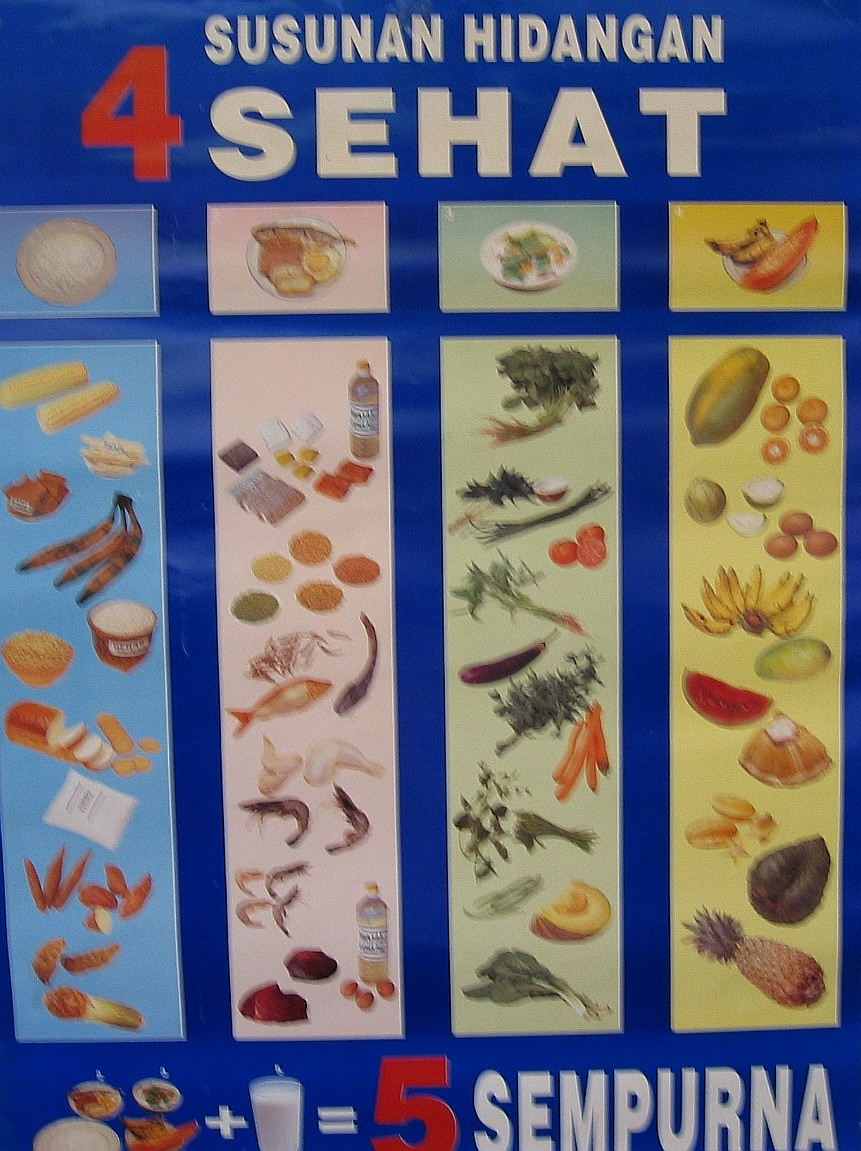 SUSUNAN HIDANGAN
4 SEHAT
+ = 5 SEMPURNA